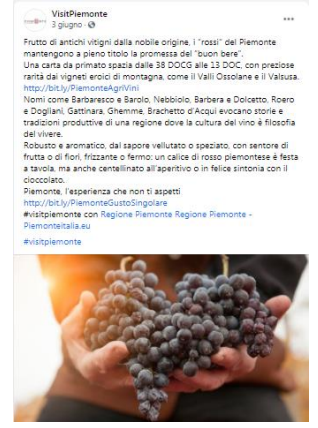 VisitPiemonte
3 giugno ·
Frutto di antichi vitigni dalla nobile origine, i "rossi" del Piemonte
mantengono a pieno titolo la promessa del "buon bere".
Una carta da primato spazia dalle 38 DOCG alle 13 DOC, con preziose
rarità dai vigneti eroici di montagna, come il Valli Ossolane e il Valsusa.
http://bit.ly/PiemonteAgriVini
Nomi come Barbaresco e Barolo, Nebbiolo, Barbera e Dolcetto, Roero
e Dogliani, Gattinara, Ghemme, Brachetto d'Acqui evocano storie e
tradizioni produttive di una regione dove la cultura del vino è filosofia
del vivere.
Robusto e aromatico, dal sapore vellutato o speziato, con sentore di
frutta o di fiori, frizzante o fermo: un calice di rosso piemontese è festa
a tavola, ma anche centellinato all'aperitivo o in felice sintonia con il
cioccolato.
Piemonte, l'esperienza che non ti aspetti
http://bit.ly/PiemonteGustoSingolare
#visitpiemonte con Regione Piemonte Regione Piemonte -
Piemonteitalia.eu
#visitpiemonte